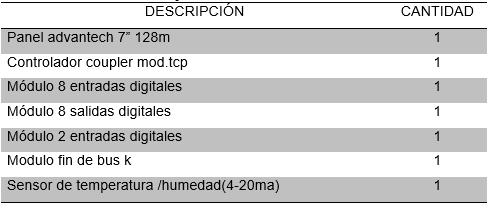 DESCRIPCIÓN CANTIDAD
Panel advantech 7” 128m 1
Controlador coupler mod.tcp 1
Módulo 8 entradas digitales 1
Módulo 8 salidas digitales 1
Módulo 2 entradas digitales 1
Modulo fin de bus k 1
Sensor de temperatura /humedad(4-20ma) 1